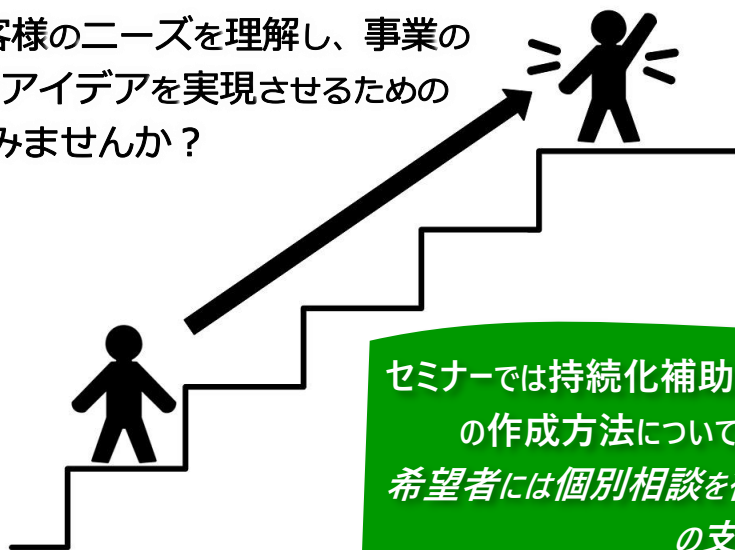 客様のニーズを理解し、事業の
アイデアを実現させるための
みませんか？
セミナーでは持続化補助
の作成方法について
希望者には個別相談を
の支